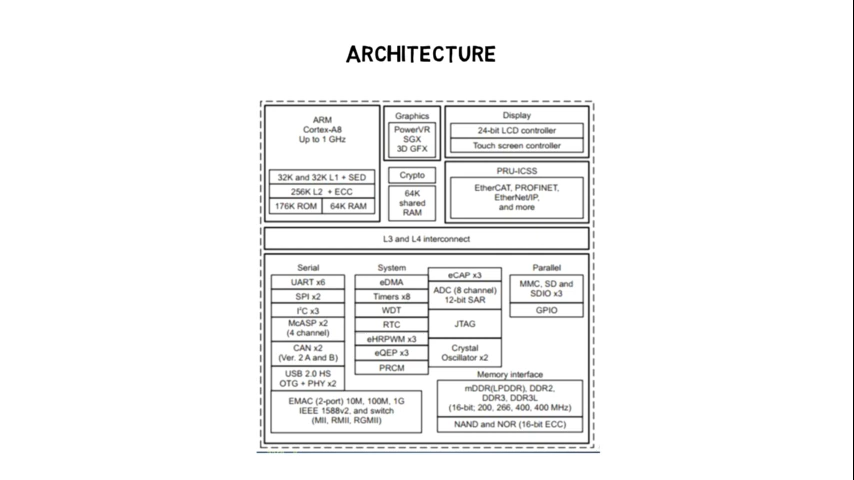 ARCHITECTURE
ARM
Cortex-A8
Up to 1 GHz
32K and 32K L1 + SED
256K L2 + ECC
176K ROM
64K RAM
Graphics
PowerVR
SGX
3D GFX
Crypto
64K
shared
RAM
Display
24-bit LCD controller
Touch screen controller
PRU-ICSS
EtherCAT, PROFINET,
EtherNet/IP,
and more
L3 and L4 interconnect
Serial
UART x6
SPI x2
I²C x3
McASP x2
(4 channel)
CAN x2
(Ver. 2 A and B)
USB 2.0 HS
OTG + PHY x2
EMAC (2-port) 10M, 100M, 1G
IEEE 1588v2, and switch
(MII, RMII, RGMII)
System
eDMA
Timers x8
WDT
RTC
eHRPWM x3
eQEP x3
PRCM
eCAP x3
ADC (8 channel)
12-bit SAR
JTAG
Crystal
Oscillator x2
Parallel
MMC, SD and
SDIO x3
GPIO
Memory interface
mDDR(LPDDR), DDR2,
DDR3, DDR3L
(16-bit; 200, 266, 400, 400 MHz)
NAND and NOR (16-bit ECC)